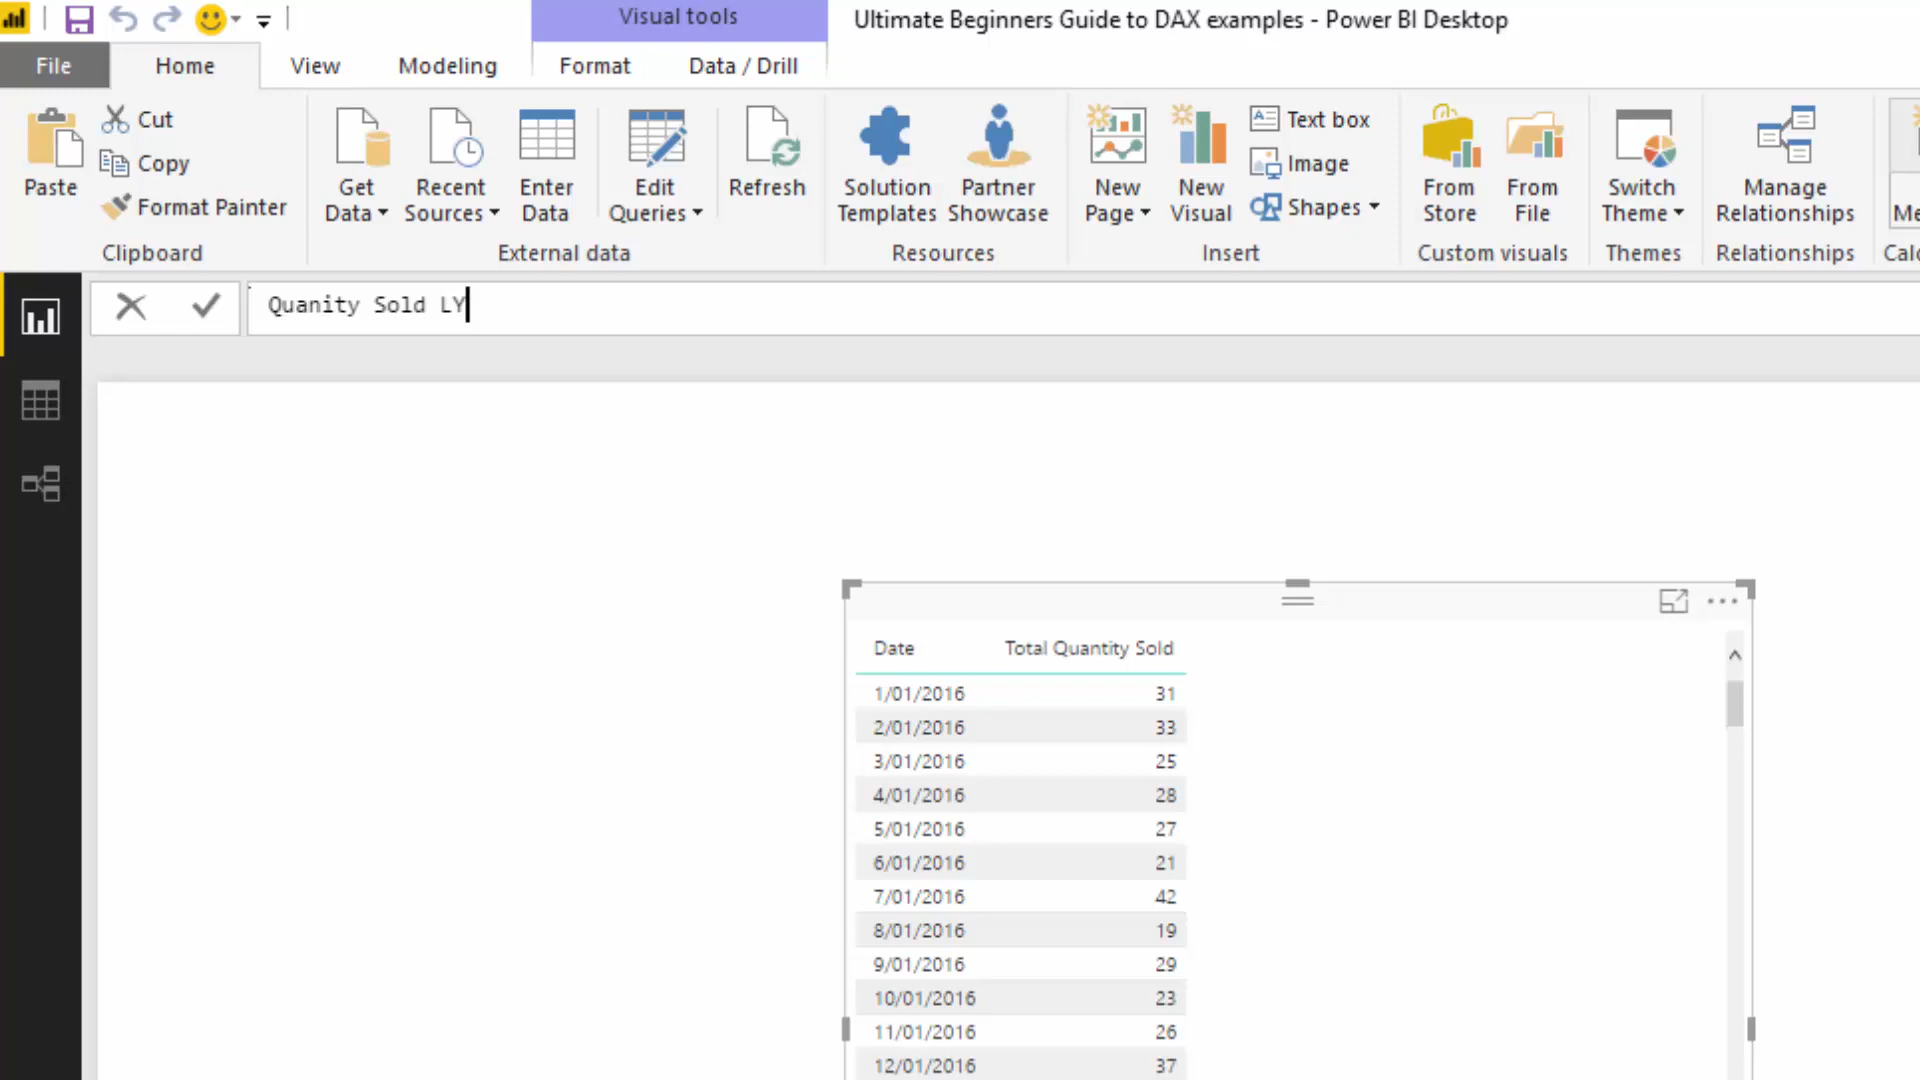 Visual tools
Ultimate Beginners Guide to DAX examples - Power BI Desktop
File Home View Modeling Format Data / Drill
Paste
Cut
Copy
Format Painter
Clipboard
Get Data
Recent Sources
Enter Data
Edit Queries
Refresh
External data
Solution Templates
Partner Showcase
Resources
New Page
New Visual
Text box
Image
Shapes
Insert
From Store
From File
Custom visuals
Switch Theme
Themes
Manage Relationships
Relationships
Quanity Sold LY
Date Total Quantity Sold
1/01/2016 31
2/01/2016 33
3/01/2016 25
4/01/2016 28
5/01/2016 27
6/01/2016 21
7/01/2016 42
8/01/2016 19
9/01/2016 29
10/01/2016 23
11/01/2016 26
12/01/2016 37